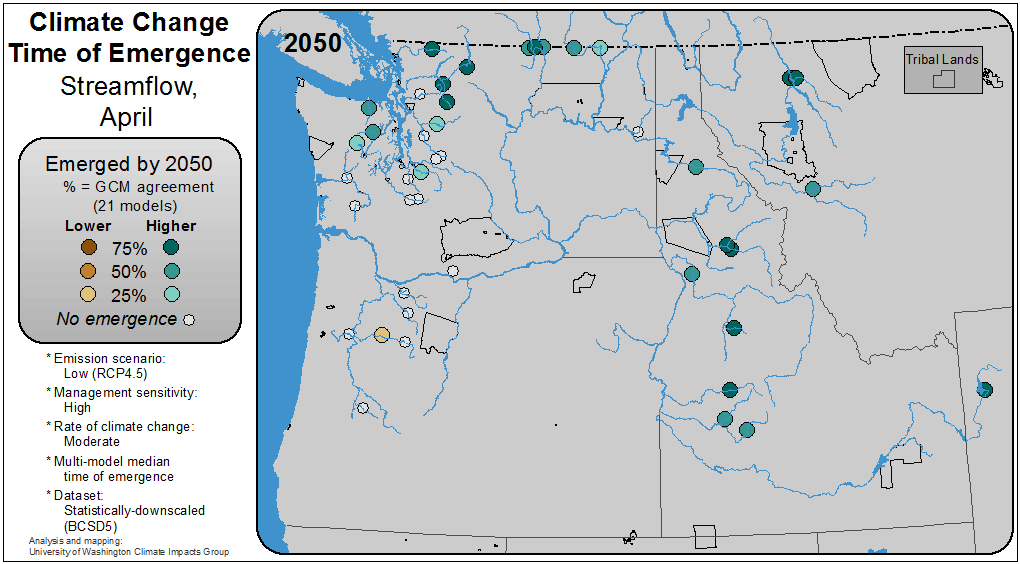 Climate Change
Time of Emergence
Streamflow,
April
Emerged by 2050
% = GCM agreement
(21 models)
Lower Higher
75%
50%
25%
No emergence
* Emission scenario:
Low (RCP4.5)
* Management sensitivity:
High
* Rate of climate change:
Moderate
* Multi-model median
time of emergence
* Dataset:
Statistically-downscaled
(BCSD5)
Analysis and mapping:
University of Washington Climate Impacts Group
2050
Tribal Lands